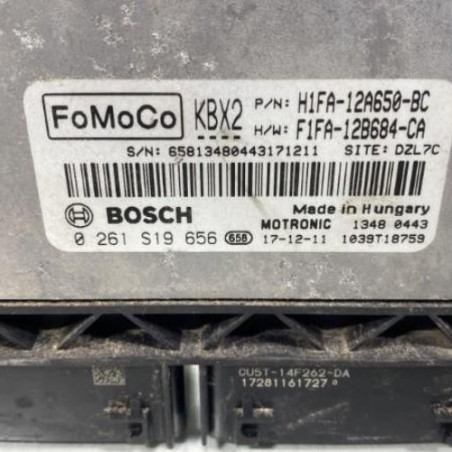 FoMoCo KBX2 P/N: H1FA-12A650-BC
H/W: F1FA-12B684-CA
S/N: 65813480443171211 SITE: DZL7C
BOSCH Made in Hungary
MOTRONIC 1348 0443
0 261 S19 656 658 17-12-11 1039T18759
CU5T-14F262-DA
17281161727